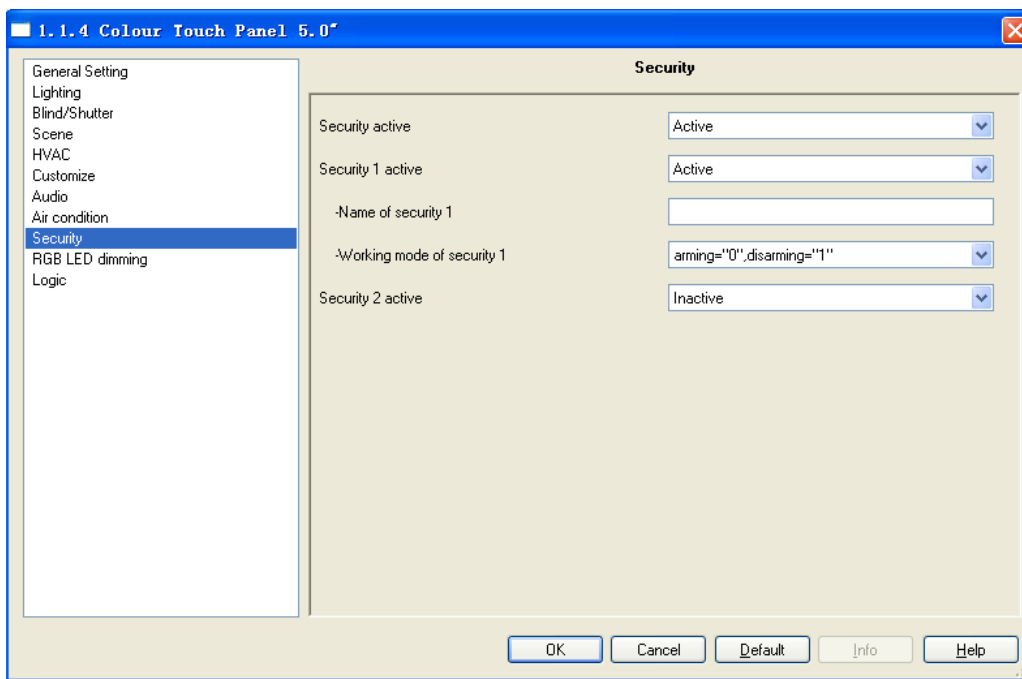 1.1.4 Colour Touch Panel 5.0"
General Setting
Lighting
Blind/Shutter
Scene
HVAC
Customize
Audio
Air condition
Security
RGB LED dimming
Logic
Security
Security active Active
Security 1 active Active
-Name of security 1
-Working mode of security 1 arming="0",disarming="1"
Security 2 active Inactive
OK Cancel Default Info Help